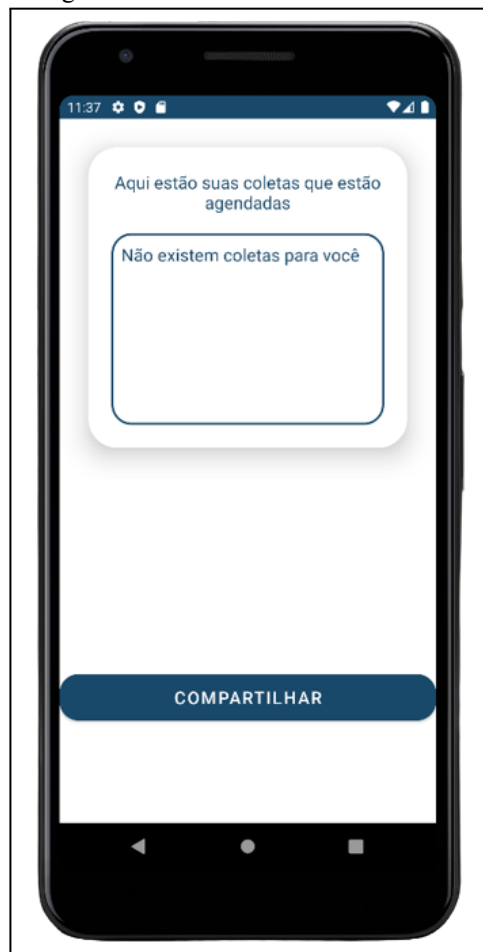 11:37
Aqui estão suas coletas que estão
agendadas
Não existem coletas para você
COMPARTILHAR